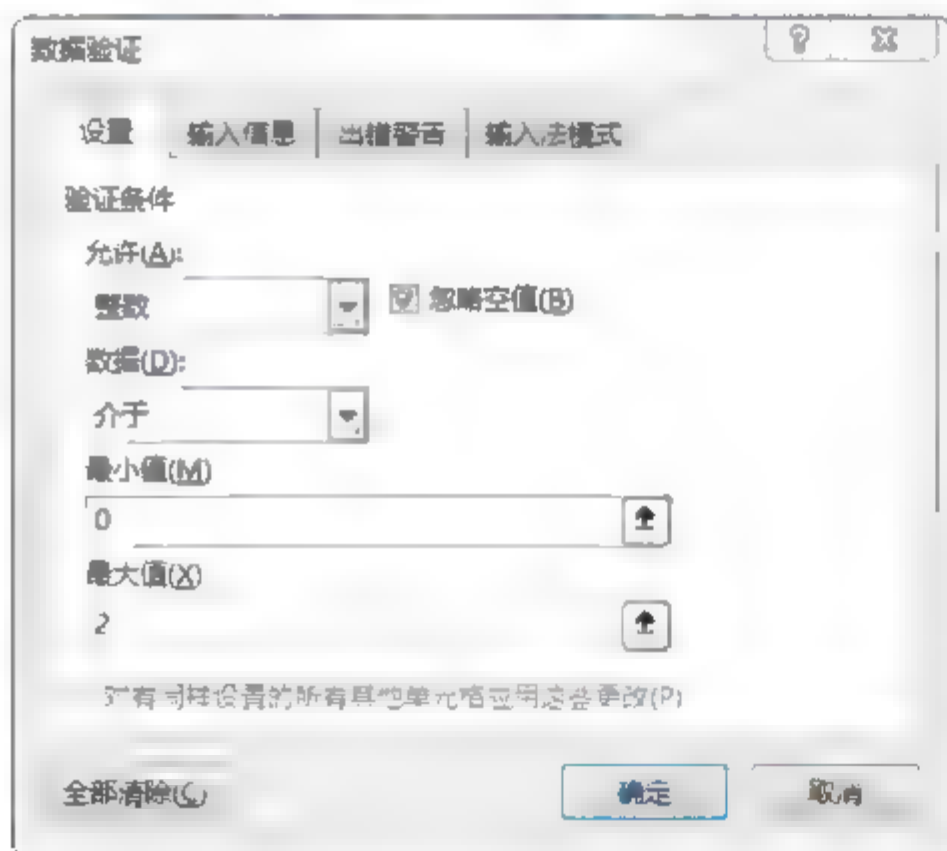 数据验证
设置 输入信息 出错警告 输入法模式
验证条件
允许(A):
整数 忽略空值(B)
数据(D):
介于
最小值(M)
0
最大值(X)
2
对有同样设置的所有其他单元格应用这些更改(P)
全部清除(C) 确定 取消